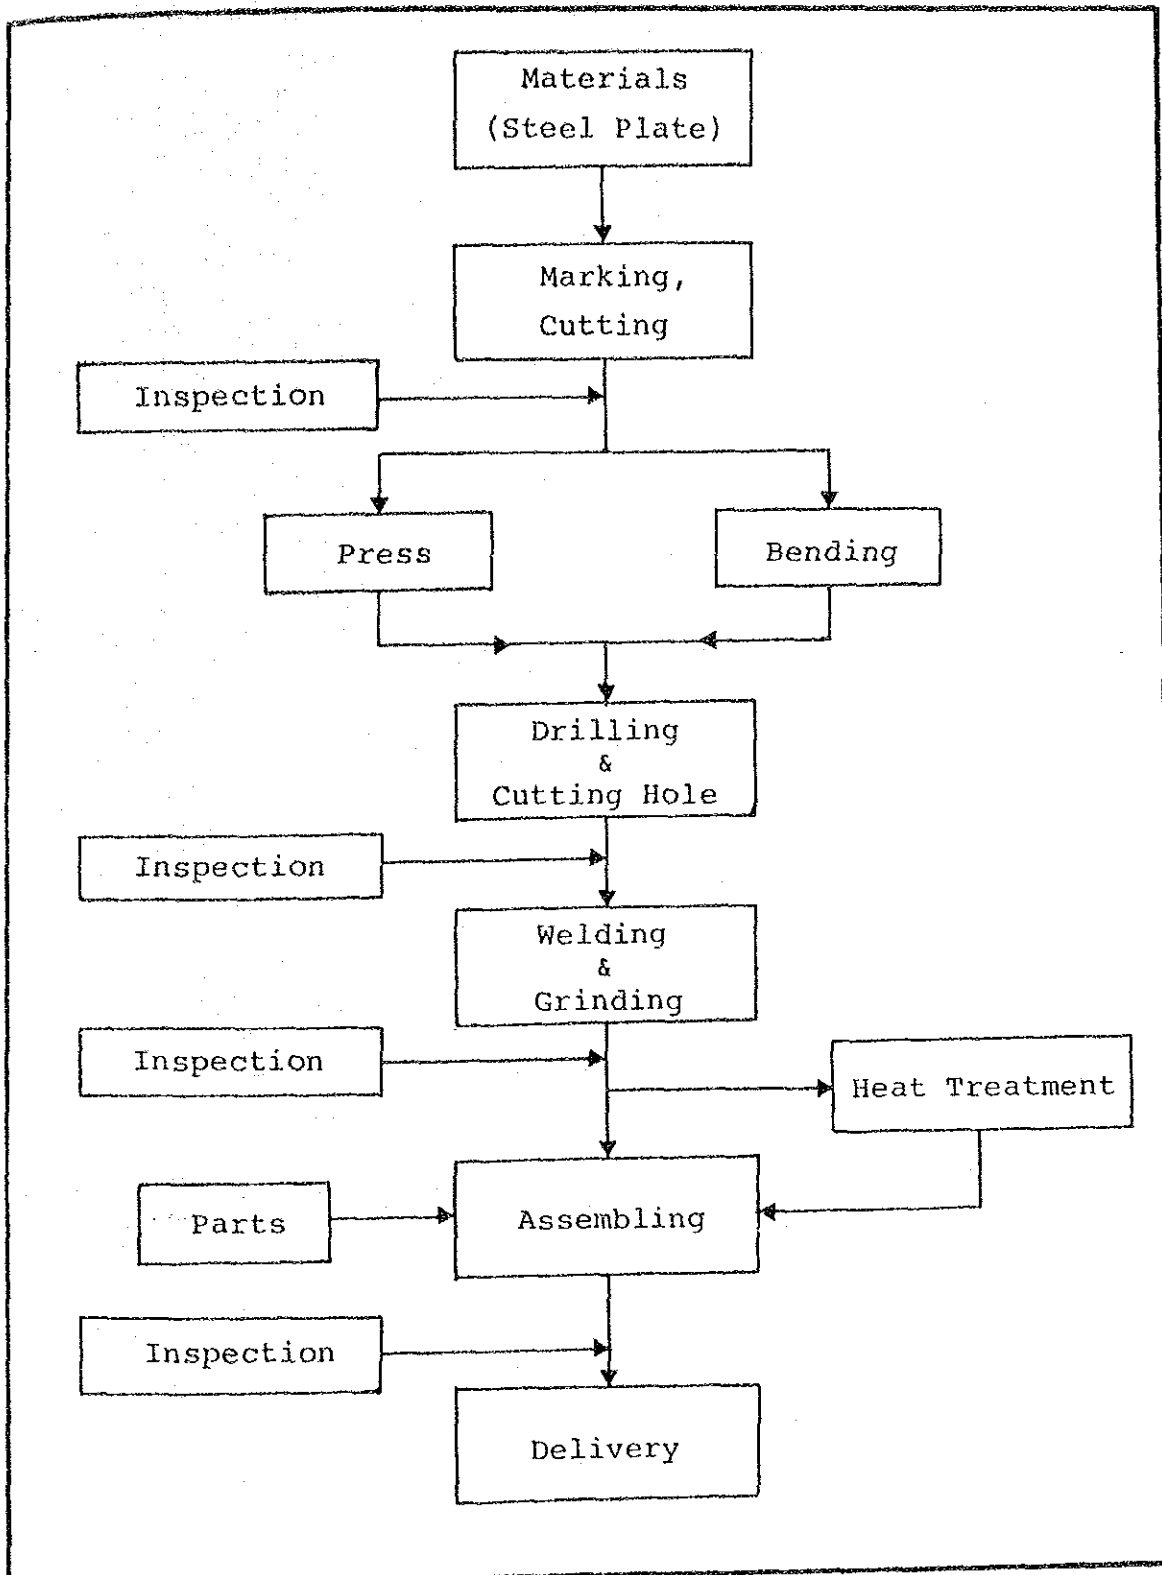 Materials
(Steel Plate)
Marking,
Cutting
Inspection
Press
Bending
Drilling
&
Cutting Hole
Inspection
Welding
&
Grinding
Inspection
Heat Treatment
Parts
Assembling
Inspection
Delivery